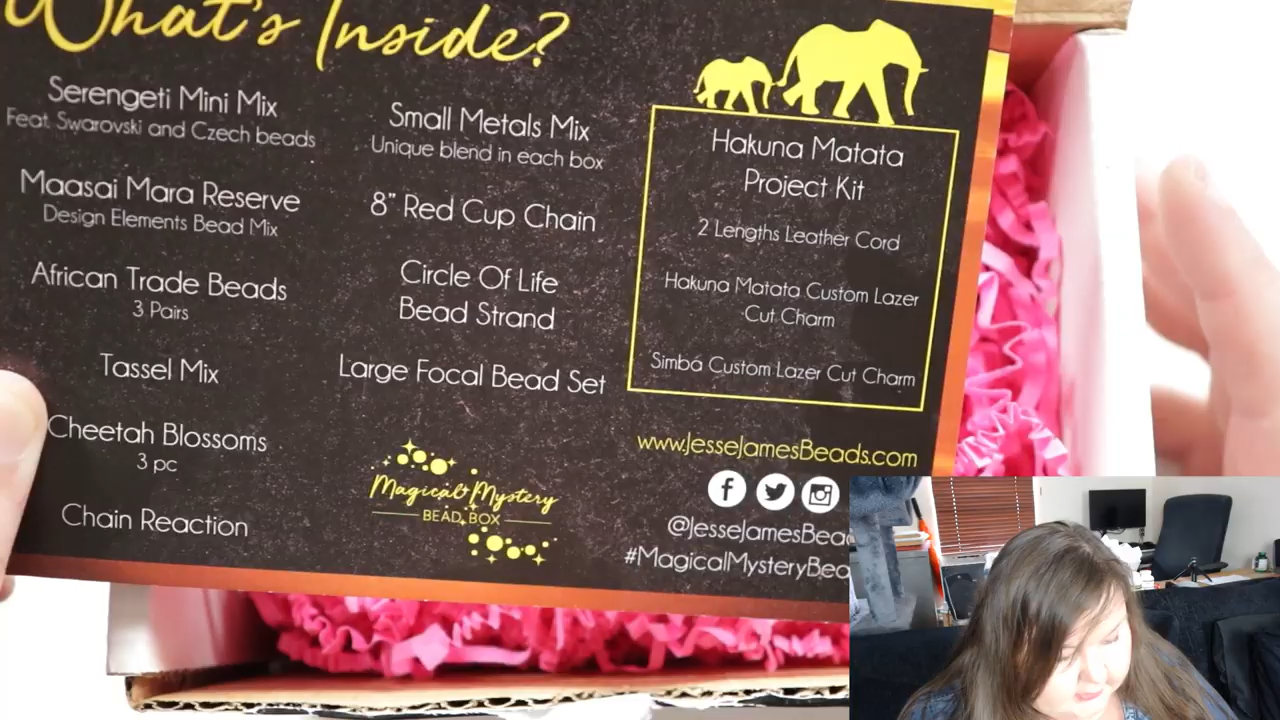 What's Inside?
Serengeti Mini Mix
Feat. Swarovski and Czech beads
Maasai Mara Reserve
Design Elements Bead Mix
African Trade Beads
3 Pairs
Tassel Mix
Cheetah Blossoms
3 pc
Chain Reaction
Small Metals Mix
Unique blend in each box
8" Red Cup Chain
Circle Of Life
Bead Strand
Large Focal Bead Set
Magical Mystery
BEAD BOX
Hakuna Matata
Project Kit
2 Lengths Leather Cord
Hakuna Matata Custom Lazer
Cut Charm
Simba Custom Lazer Cut Charm
www.JesseJamesBeads.com
@JesseJamesBead
#MagicalMysteryBea